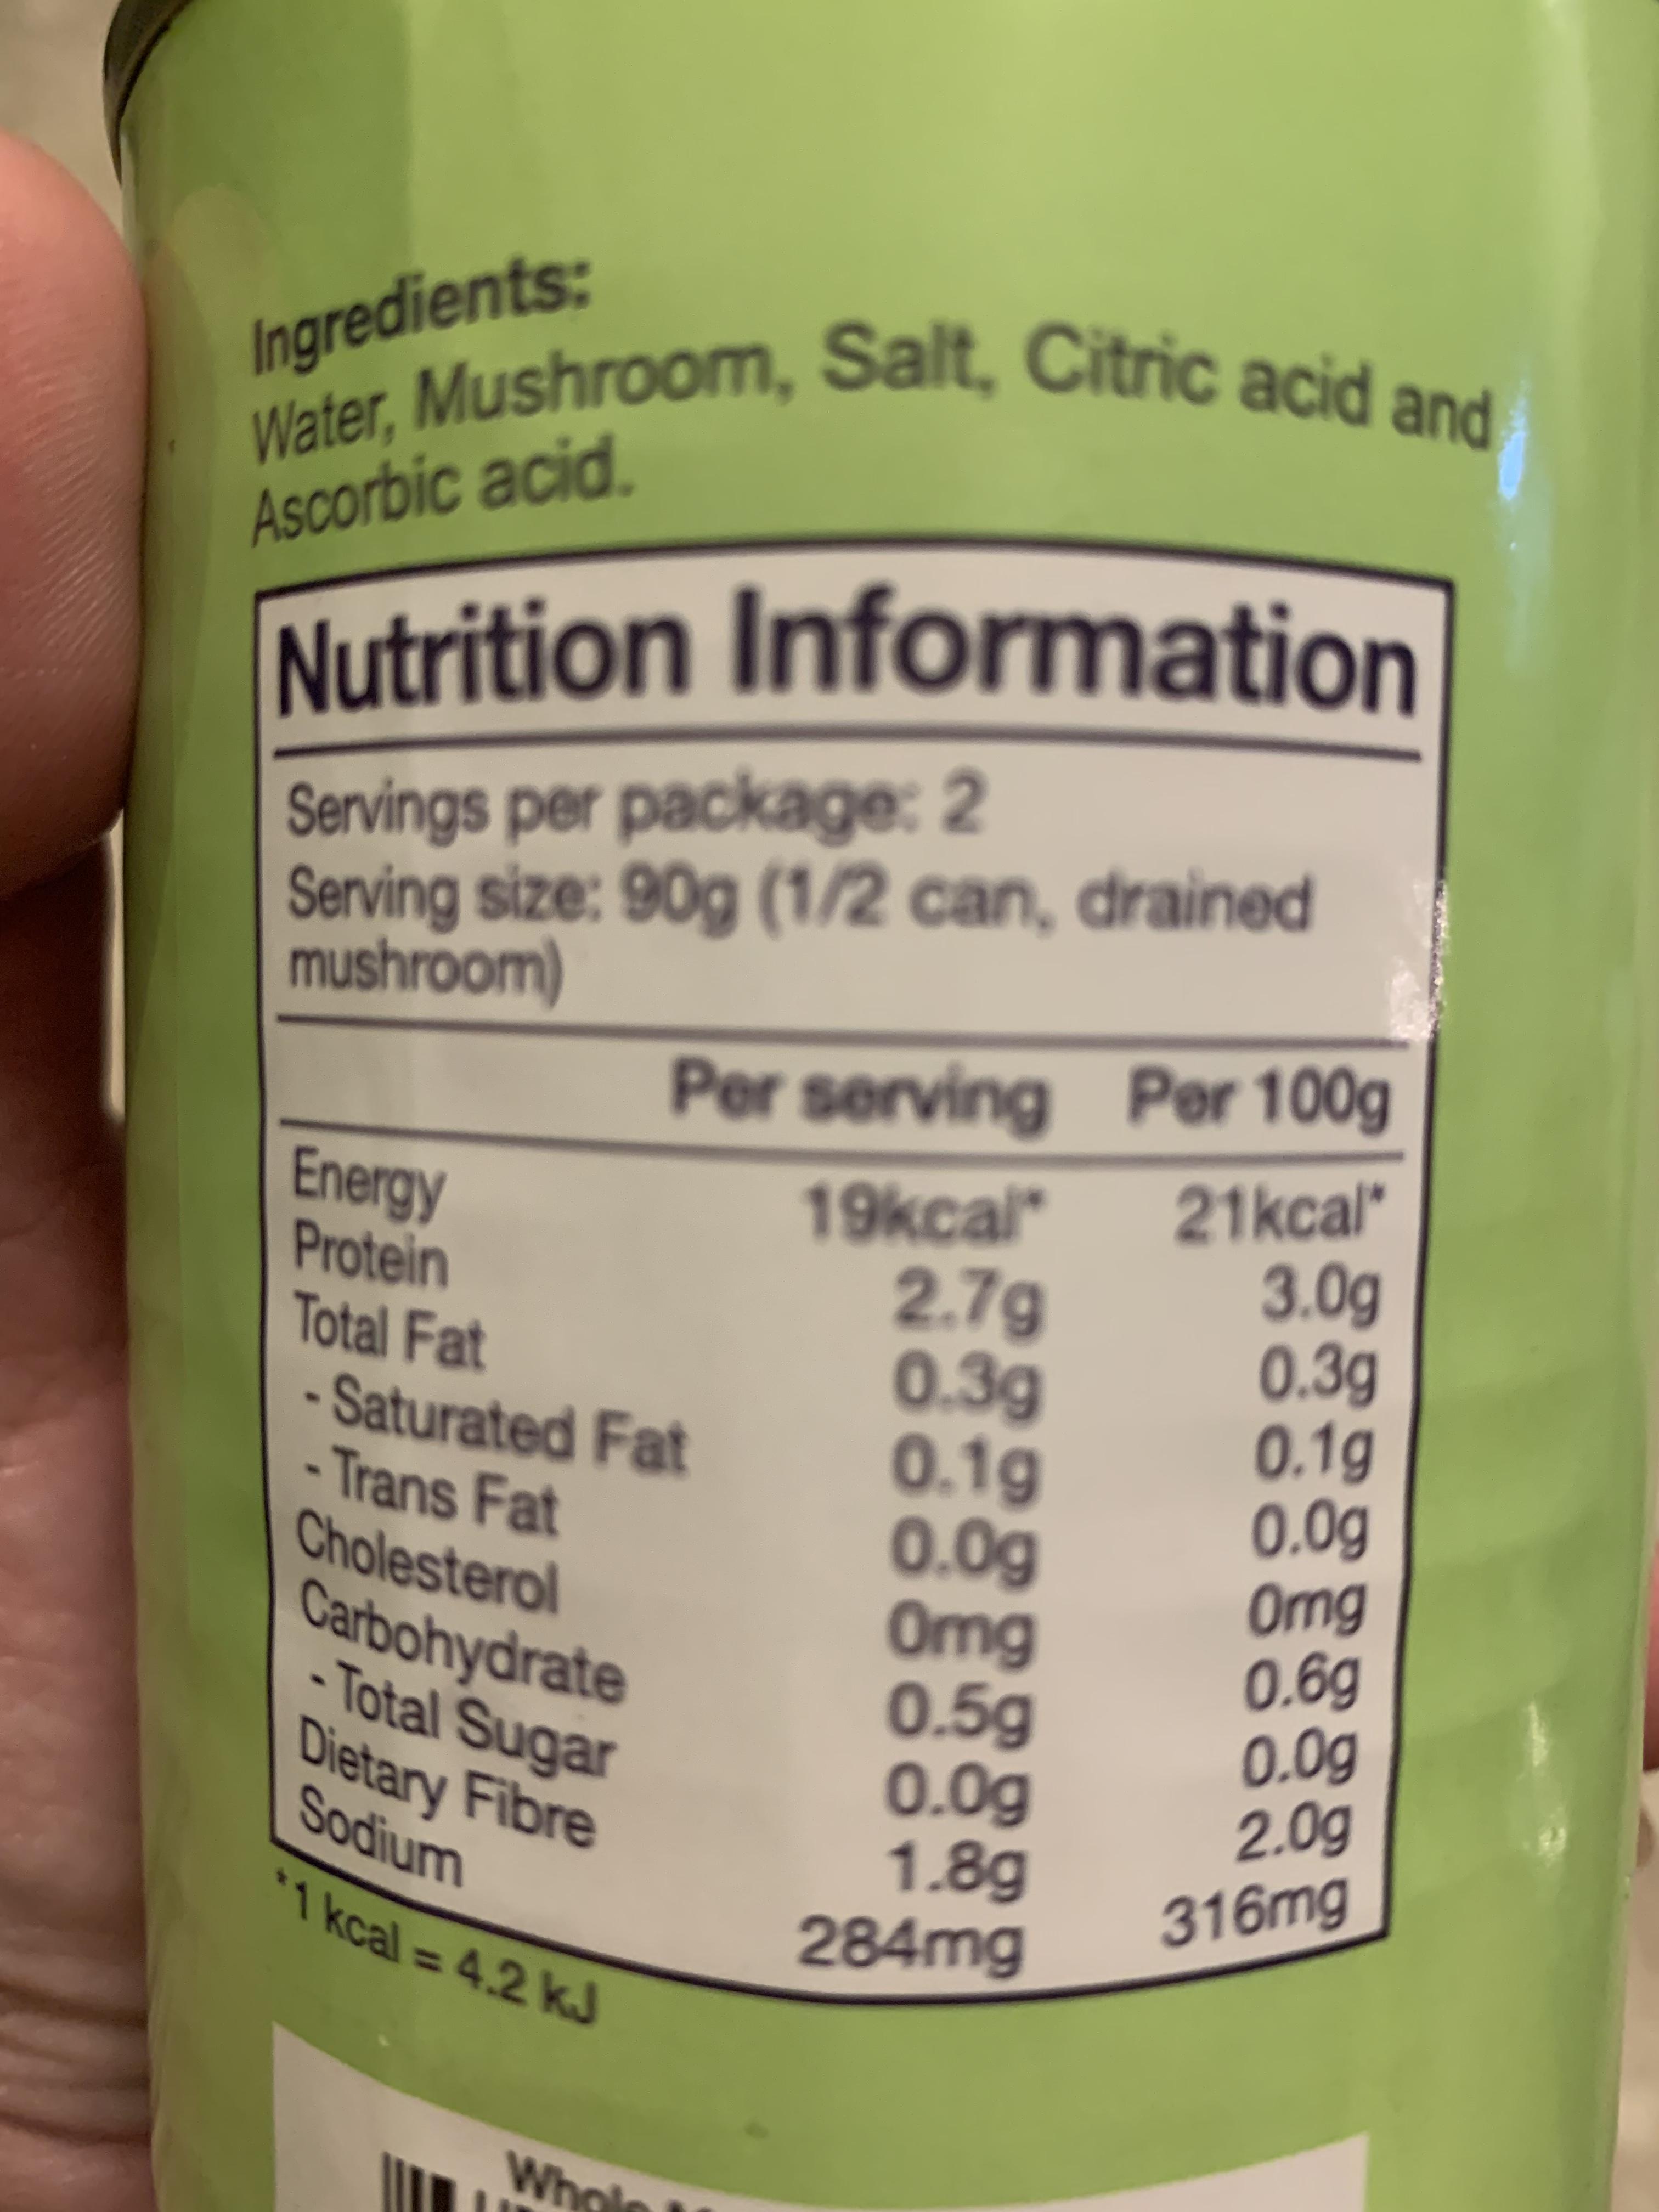 Ingredients:
Water, Mushroom, Salt, Citric acid and
Ascorbic acid.
Nutrition Information
Servings per package: 2
Serving size: 90g (1/2 can, drained
mushroom)
Per serving Per 100g
Energy 19kcal* 21kcal*
Protein 2.7g 3.0g
Total Fat 0.3g 0.3g
- Saturated Fat 0.1g 0.1g
- Trans Fat 0.0g 0.0g
Cholesterol 0mg 0mg
Carbohydrate 0.5g 0.6g
- Total Sugar 0.0g 0.0g
Dietary Fibre 1.8g 2.0g
Sodium 284mg 316mg
*1 kcal = 4.2 kJ
Whole